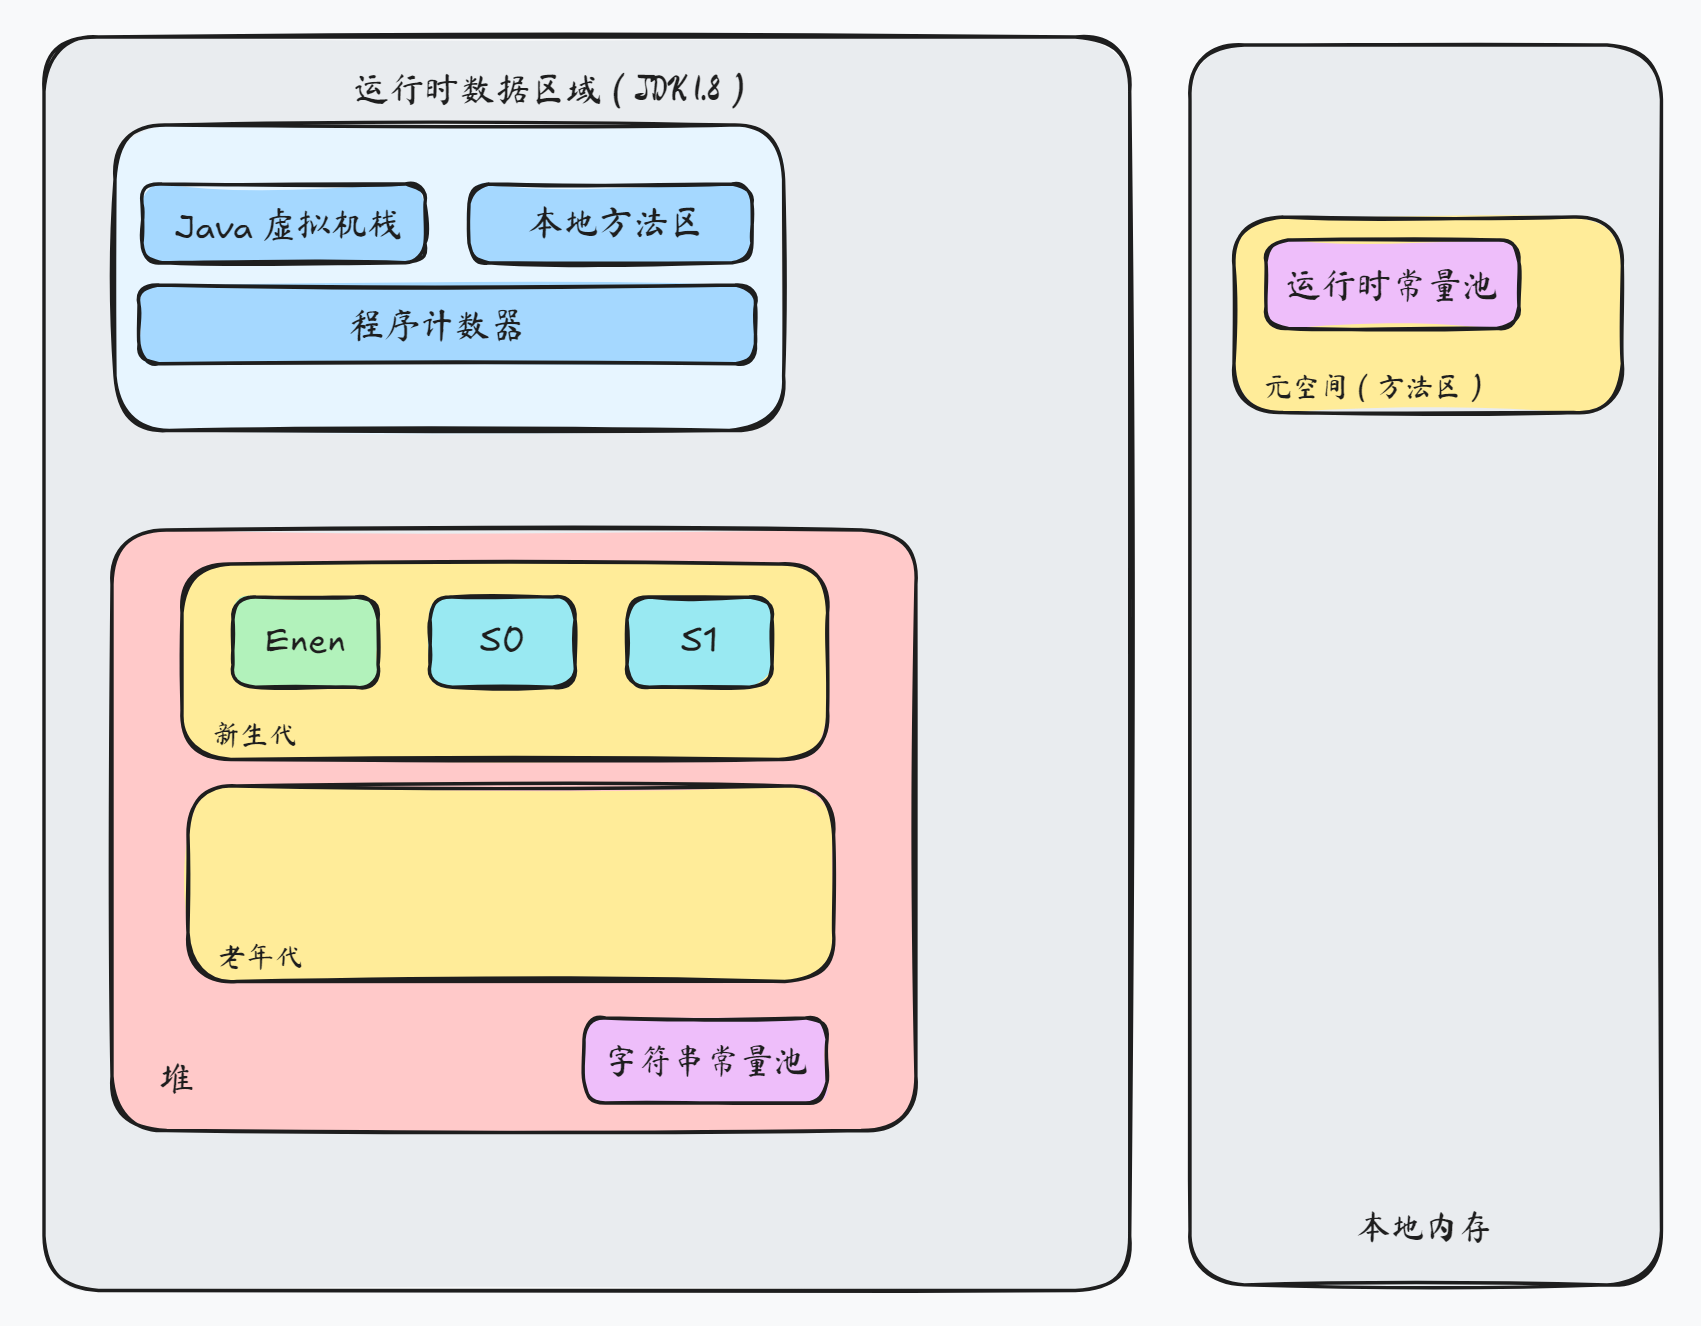 运行时数据区域（JDK1.8）
Java 虚拟机栈
本地方法区
程序计数器
Enen
S0
S1
新生代
老年代
字符串常量池
堆
运行时常量池
元空间（方法区）
本地内存